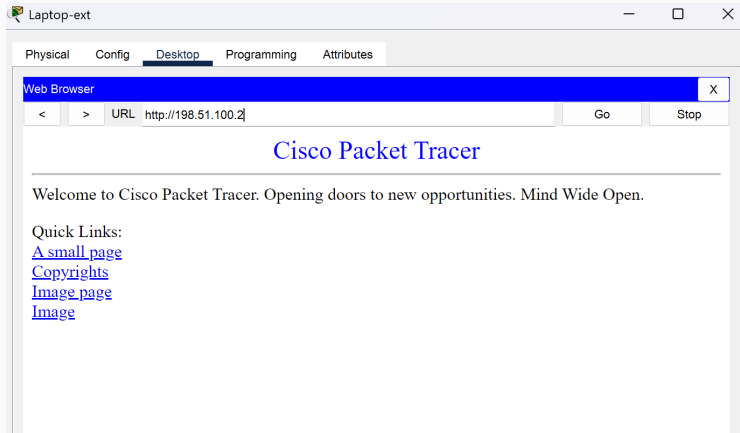 Laptop-ext
Physical Config Desktop Programming Attributes
Web Browser X
< > URL http://198.51.100.2 Go Stop
Cisco Packet Tracer
Welcome to Cisco Packet Tracer. Opening doors to new opportunities. Mind Wide Open.
Quick Links:
A small page
Copyrights
Image page
Image